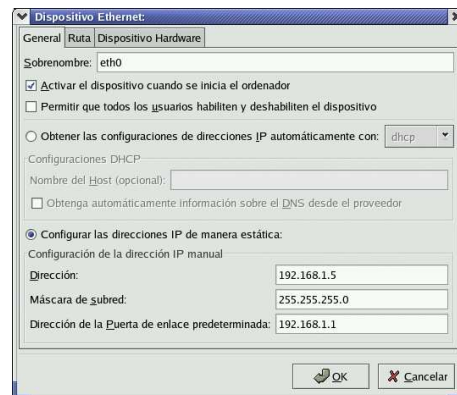 Dispositivo Ethernet:
General Ruta Dispositivo Hardware
Sobrenombre: eth0
Activar el dispositivo cuando se inicia el ordenador
Permitir que todos los usuarios habiliten y deshabiliten el dispositivo
Obtener las configuraciones de direcciones IP automáticamente con: dhcp
Configuraciones DHCP
Nombre del Host (opcional):
Obtenga automáticamente información sobre el DNS desde el proveedor
Configurar las direcciones IP de manera estática:
Configuración de la dirección IP manual
Dirección: 192.168.1.5
Máscara de subred: 255.255.255.0
Dirección de la Puerta de enlace predeterminada: 192.168.1.1
OK Cancelar